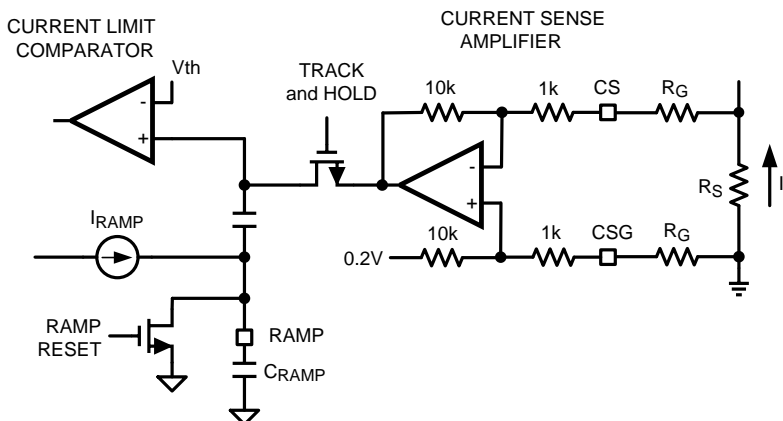 CURRENT LIMIT
COMPARATOR
CURRENT SENSE
AMPLIFIER
Vth
TRACK
and HOLD
10k
1k
CS
RG
-
+
-
+
RS
I
IRAMP
0.2V
10k
1k
CSG
RG
RAMP
RESET
RAMP
CRAMP